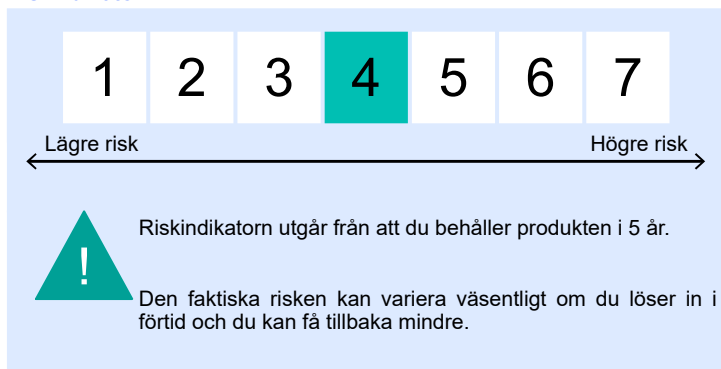 1 2 3 4 5 6 7
Lägre risk Högre risk
!
Riskindikatorn utgår från att du behåller produkten i 5 år.
Den faktiska risken kan variera väsentligt om du löser in i
förtid och du kan få tillbaka mindre.